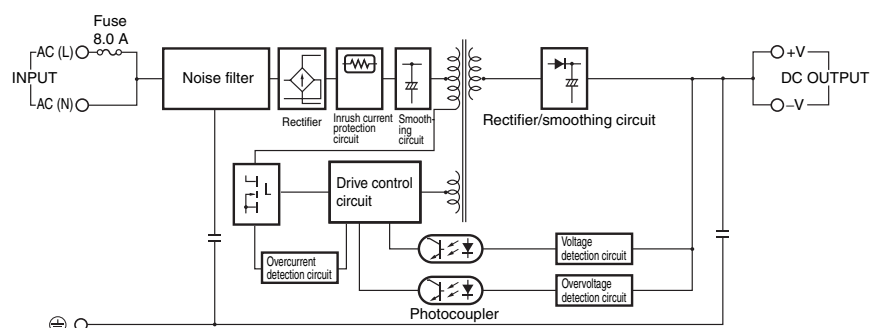 Fuse
8.0 A
AC (L)
INPUT
AC (N)
Noise filter
Rectifier
Inrush current
protection
circuit
Smooth-
ing
circuit
Rectifier/smoothing circuit
+V
DC OUTPUT
–V
Drive control
circuit
Overcurrent
detection circuit
Voltage
detection circuit
Overvoltage
detection circuit
Photocoupler